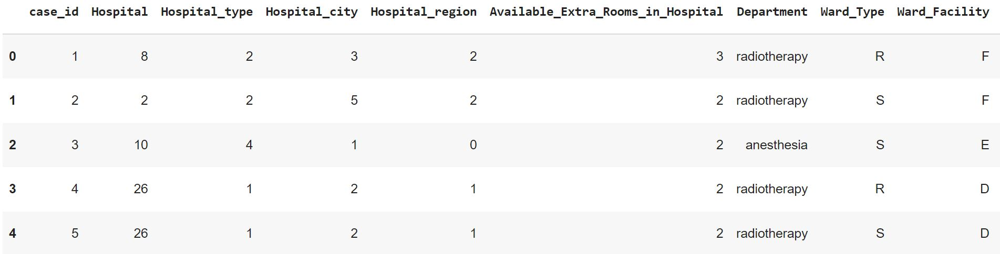 case_id Hospital Hospital_type Hospital_city Hospital_region Available_Extra_Rooms_in_Hospital Department Ward_Type Ward_Facility
0 1 8 2 3 2 3 radiotherapy R F
1 2 2 2 5 2 2 radiotherapy S F
2 3 10 4 1 0 2 anesthesia S E
3 4 26 1 2 1 2 radiotherapy R D
4 5 26 1 2 1 2 radiotherapy S D